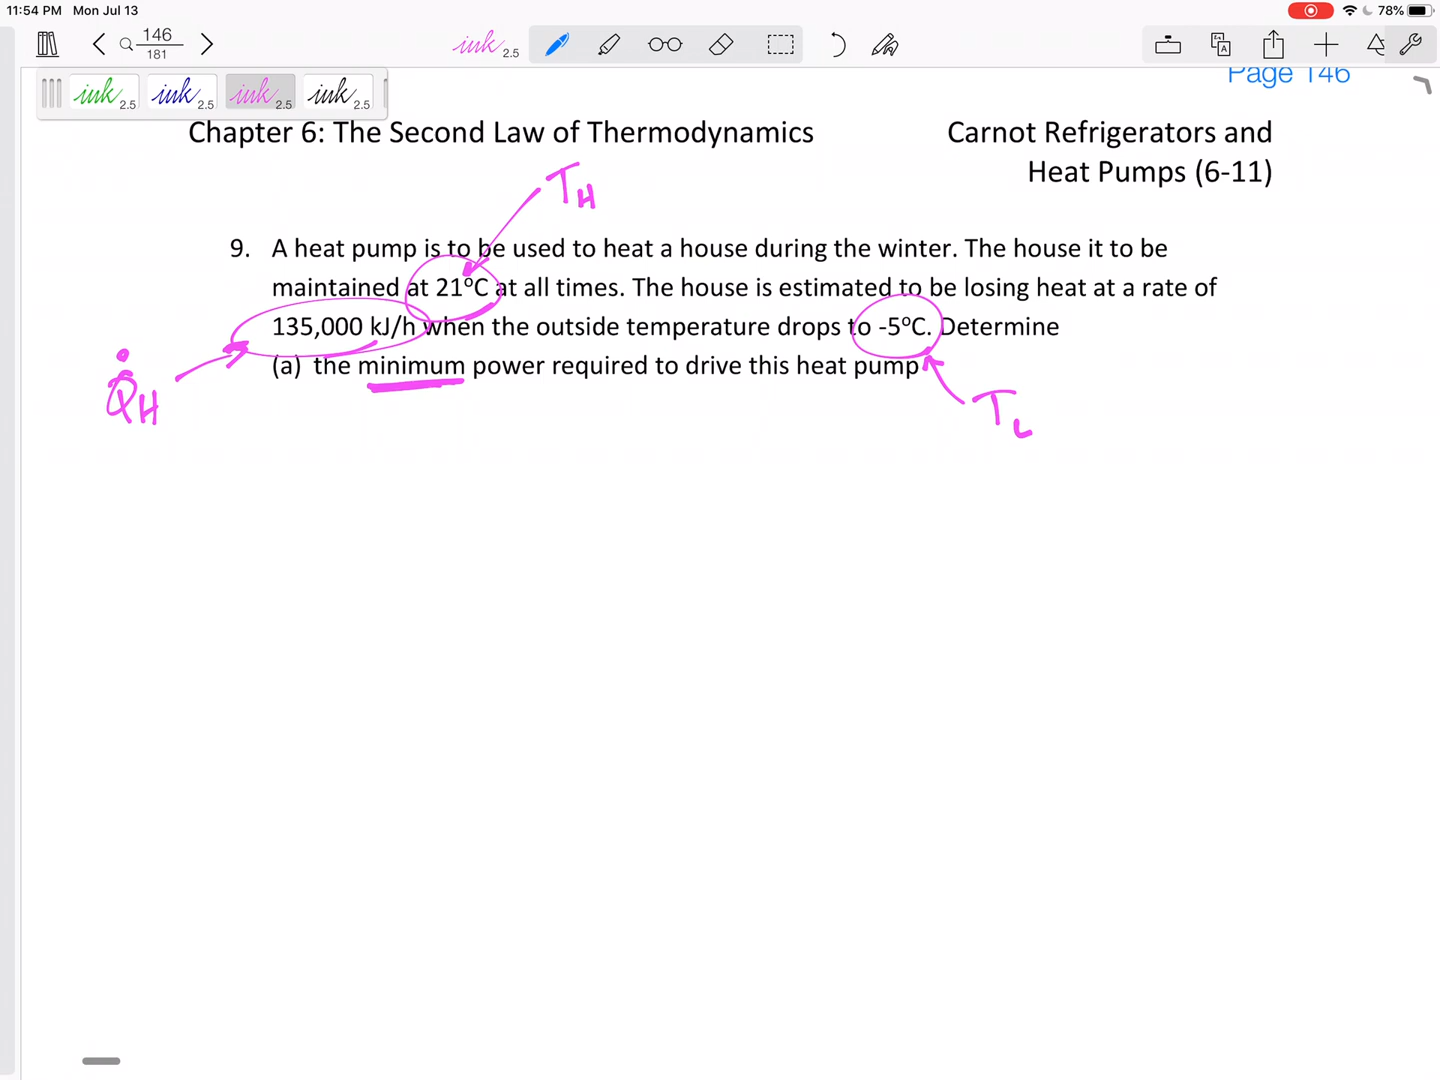 11:54 PM Mon Jul 13
78%
146
181
ink 2.5
ink 2.5
ink 2.5
ink 2.5
ink 2.5
Page 146
Chapter 6: The Second Law of Thermodynamics
Carnot Refrigerators and
Heat Pumps (6-11)
T_H
9. A heat pump is to be used to heat a house during the winter. The house it to be
maintained at 21°C at all times. The house is estimated to be losing heat at a rate of
135,000 kJ/h when the outside temperature drops to -5°C. Determine
(a) the minimum power required to drive this heat pump
Q̇_H
T_L